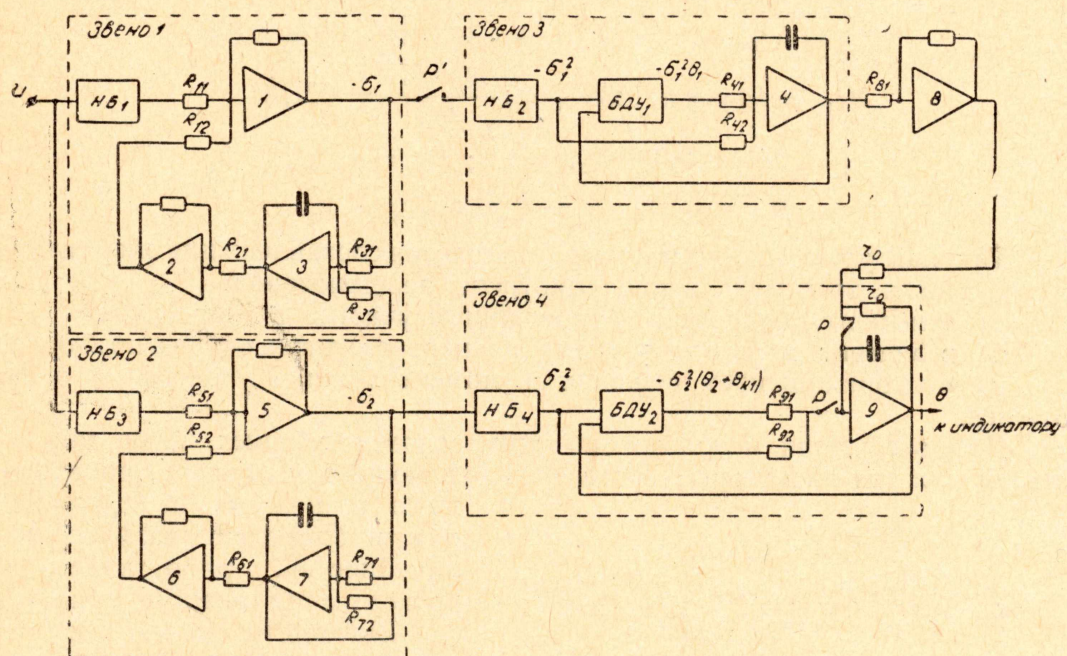 Звено 1
u
НБ₁
R₁₁
R₁₂
1
-б₁
P'
2
R₂₁
3
R₃₁
R₃₂
Звено 3
НБ₂
-б₁²
БДУ₁
-б₁²θ₁
R₄₁
R₄₂
4
R₈₁
8
Звено 2
НБ₃
R₅₁
R₅₂
5
-б₂
6
R₆₁
7
R₇₁
R₇₂
τ₀
Звено 4
τ₀
P
НБ₄
б₂²
БДУ₂
-б₂²(θ₂+θк₁)
R₉₁
R₉₂
P
9
θ
к индикатору